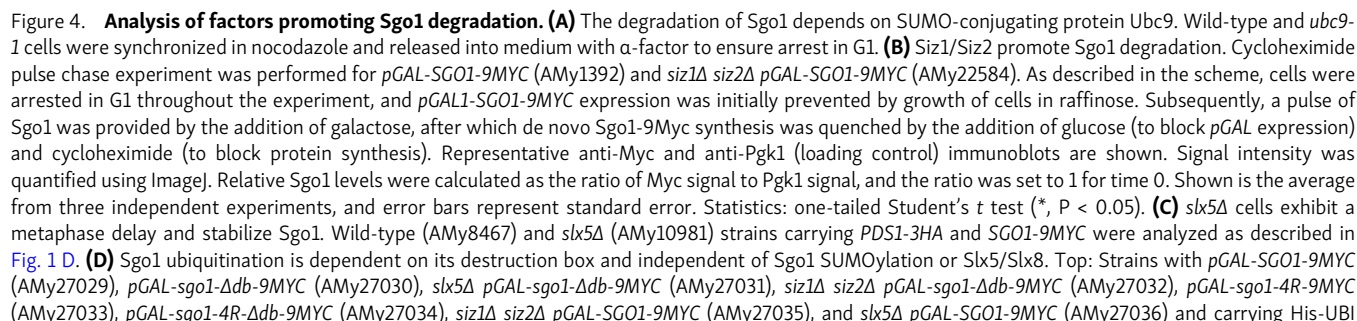 Figure 4. Analysis of factors promoting Sgo1 degradation. (A) The degradation of Sgo1 depends on SUMO-conjugating protein Ubc9. Wild-type and ubc9-
1 cells were synchronized in nocodazole and released into medium with α-factor to ensure arrest in G1. (B) Siz1/Siz2 promote Sgo1 degradation. Cycloheximide
pulse chase experiment was performed for pGAL-SGO1-9MYC (AMy1392) and siz1Δ siz2Δ pGAL-SGO1-9MYC (AMy22584). As described in the scheme, cells were
arrested in G1 throughout the experiment, and pGAL1-SGO1-9MYC expression was initially prevented by growth of cells in raffinose. Subsequently, a pulse of
Sgo1 was provided by the addition of galactose, after which de novo Sgo1-9Myc synthesis was quenched by the addition of glucose (to block pGAL expression)
and cycloheximide (to block protein synthesis). Representative anti-Myc and anti-Pgk1 (loading control) immunoblots are shown. Signal intensity was
quantified using ImageJ. Relative Sgo1 levels were calculated as the ratio of Myc signal to Pgk1 signal, and the ratio was set to 1 for time 0. Shown is the average
from three independent experiments, and error bars represent standard error. Statistics: one-tailed Student's t test (*, P < 0.05). (C) slx5Δ cells exhibit a
metaphase delay and stabilize Sgo1. Wild-type (AMy8467) and slx5Δ (AMy10981) strains carrying PDS1-3HA and SGO1-9MYC were analyzed as described in
Fig. 1 D. (D) Sgo1 ubiquitination is dependent on its destruction box and independent of Sgo1 SUMOylation or Slx5/Slx8. Top: Strains with pGAL-SGO1-9MYC
(AMy27029), pGAL-sgo1-Δdb-9MYC (AMy27030), slx5Δ pGAL-sgo1-Δdb-9MYC (AMy27031), siz1Δ siz2Δ pGAL-sgo1-Δdb-9MYC (AMy27032), pGAL-sgo1-4R-9MYC
(AMy27033), pGAL-sgo1-4R-Δdb-9MYC (AMy27034), siz1Δ siz2Δ pGAL-SGO1-9MYC (AMy27035), and slx5Δ pGAL-SGO1-9MYC (AMy27036) and carrying His-UBI